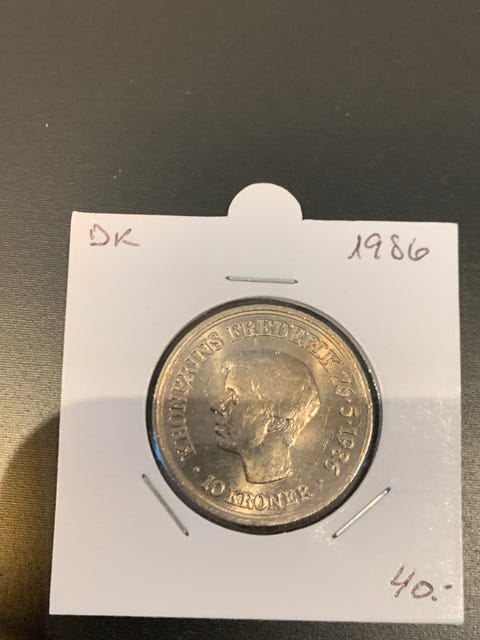 DK
1986
KRONPRINS FREDERIK 26·5·1986
10 KRONER
40.-